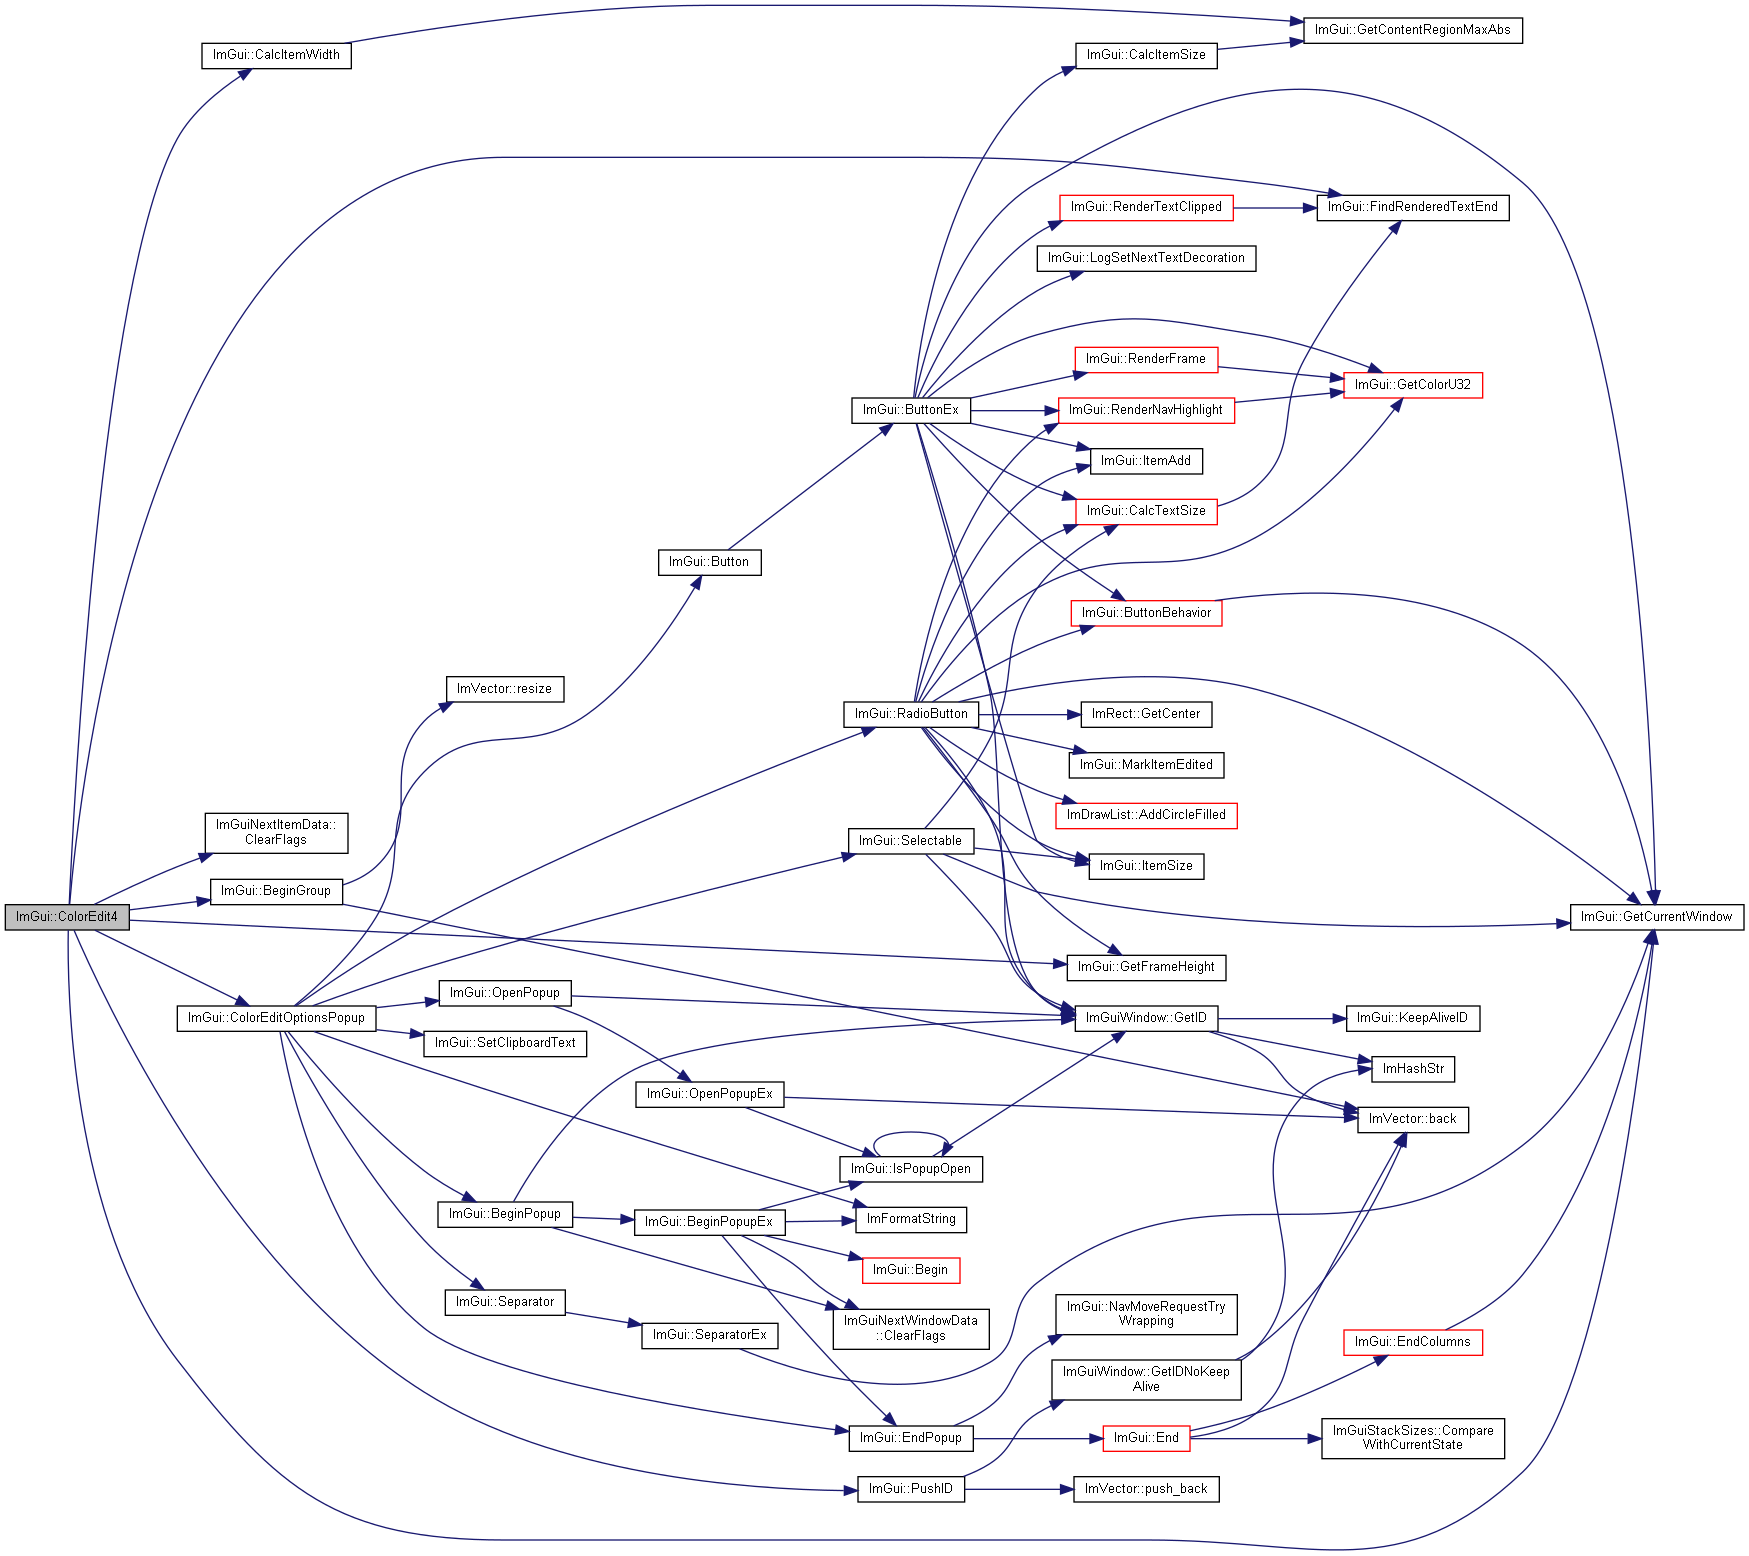 ImGui::GetContentRegionMaxAbs
ImGui::CalcItemWidth
ImGui::CalcItemSize
ImGui::RenderTextClipped
ImGui::FindRenderedTextEnd
ImGui::LogSetNextTextDecoration
ImGui::RenderFrame
ImGui::GetColorU32
ImGui::ButtonEx
ImGui::RenderNavHighlight
ImGui::ItemAdd
ImGui::CalcTextSize
ImGui::Button
ImGui::ButtonBehavior
ImVector::resize
ImGui::RadioButton
ImRect::GetCenter
ImGui::MarkItemEdited
ImDrawList::AddCircleFilled
ImGuiNextItemData::
ClearFlags
ImGui::Selectable
ImGui::ItemSize
ImGui::BeginGroup
ImGui::ColorEdit4
ImGui::GetCurrentWindow
ImGui::GetFrameHeight
ImGui::OpenPopup
ImGui::ColorEditOptionsPopup
ImGuiWindow::GetID
ImGui::KeepAliveID
ImGui::SetClipboardText
ImHashStr
ImGui::OpenPopupEx
ImVector::back
ImGui::IsPopupOpen
ImGui::BeginPopup
ImGui::BeginPopupEx
ImFormatString
ImGui::Begin
ImGui::Separator
ImGui::NavMoveRequestTry
Wrapping
ImGuiNextWindowData
::ClearFlags
ImGui::SeparatorEx
ImGui::EndColumns
ImGuiWindow::GetIDNoKeep
Alive
ImGui::EndPopup
ImGui::End
ImGuiStackSizes::Compare
WithCurrentState
ImGui::PushID
ImVector::push_back